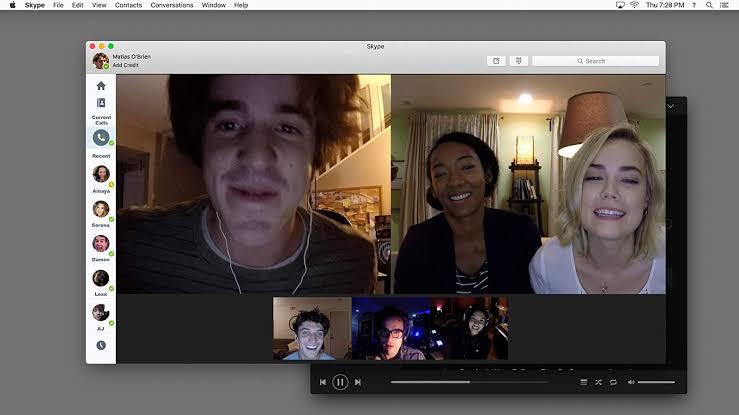 Skype File Edit View Contacts Conversations Window Help
Thu 7:28 PM ?
Skype
Matias O'Brien
Add Credit
Search
Current
Calls
Recent
Amaya
Serena
Damon
Lexx
AJ